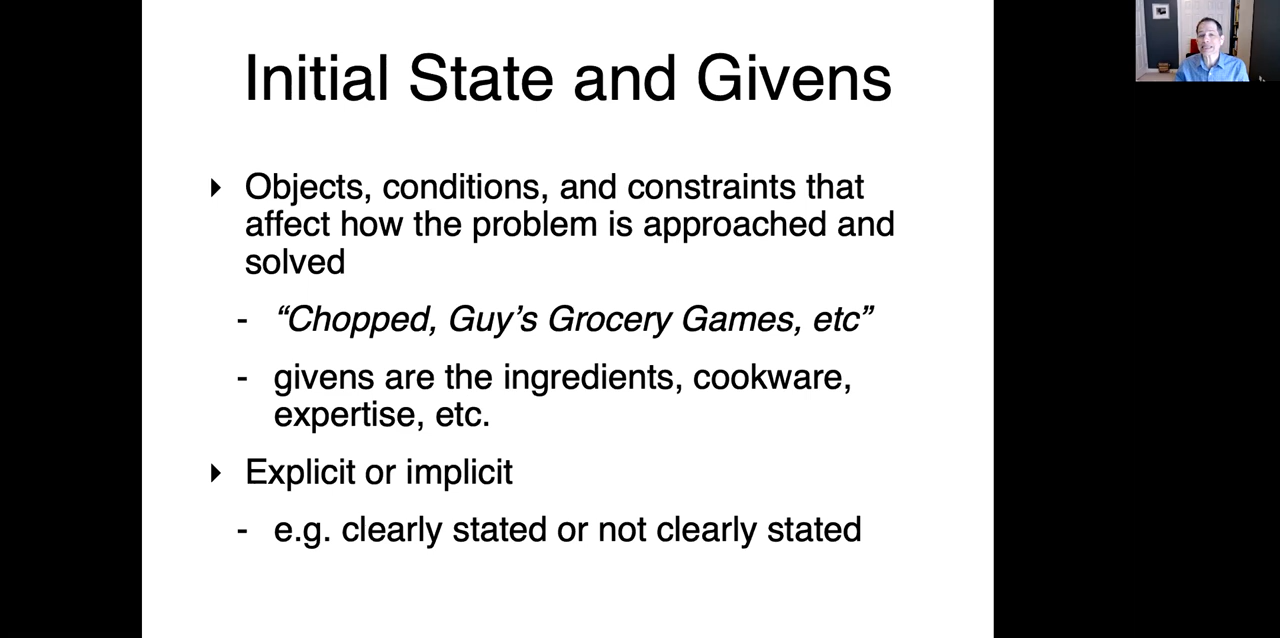 Initial State and Givens
‣ Objects, conditions, and constraints that
affect how the problem is approached and
solved
- “Chopped, Guy’s Grocery Games, etc”
- givens are the ingredients, cookware,
expertise, etc.
‣ Explicit or implicit
- e.g. clearly stated or not clearly stated